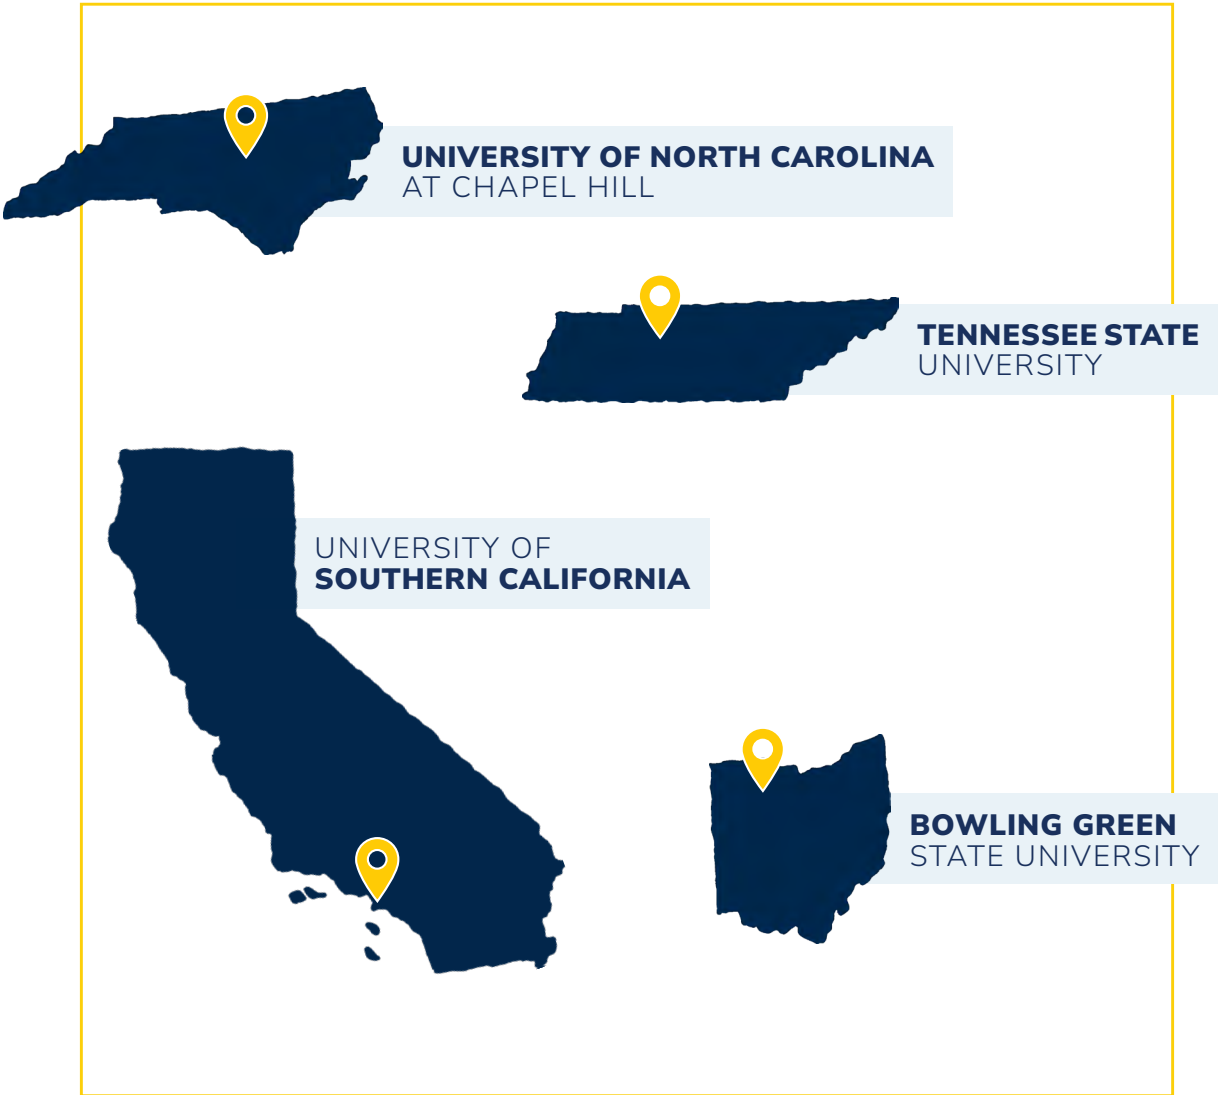 UNIVERSITY OF NORTH CAROLINA
AT CHAPEL HILL
TENNESSEE STATE
UNIVERSITY
UNIVERSITY OF
SOUTHERN CALIFORNIA
BOWLING GREEN
STATE UNIVERSITY